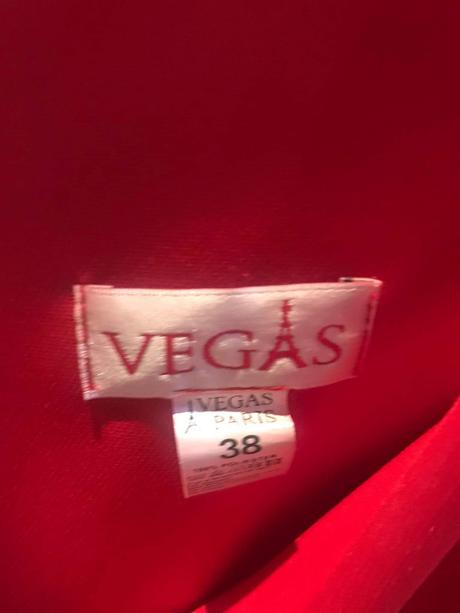 VEGAS
VEGAS
À PARIS
38
100% POLYESTER